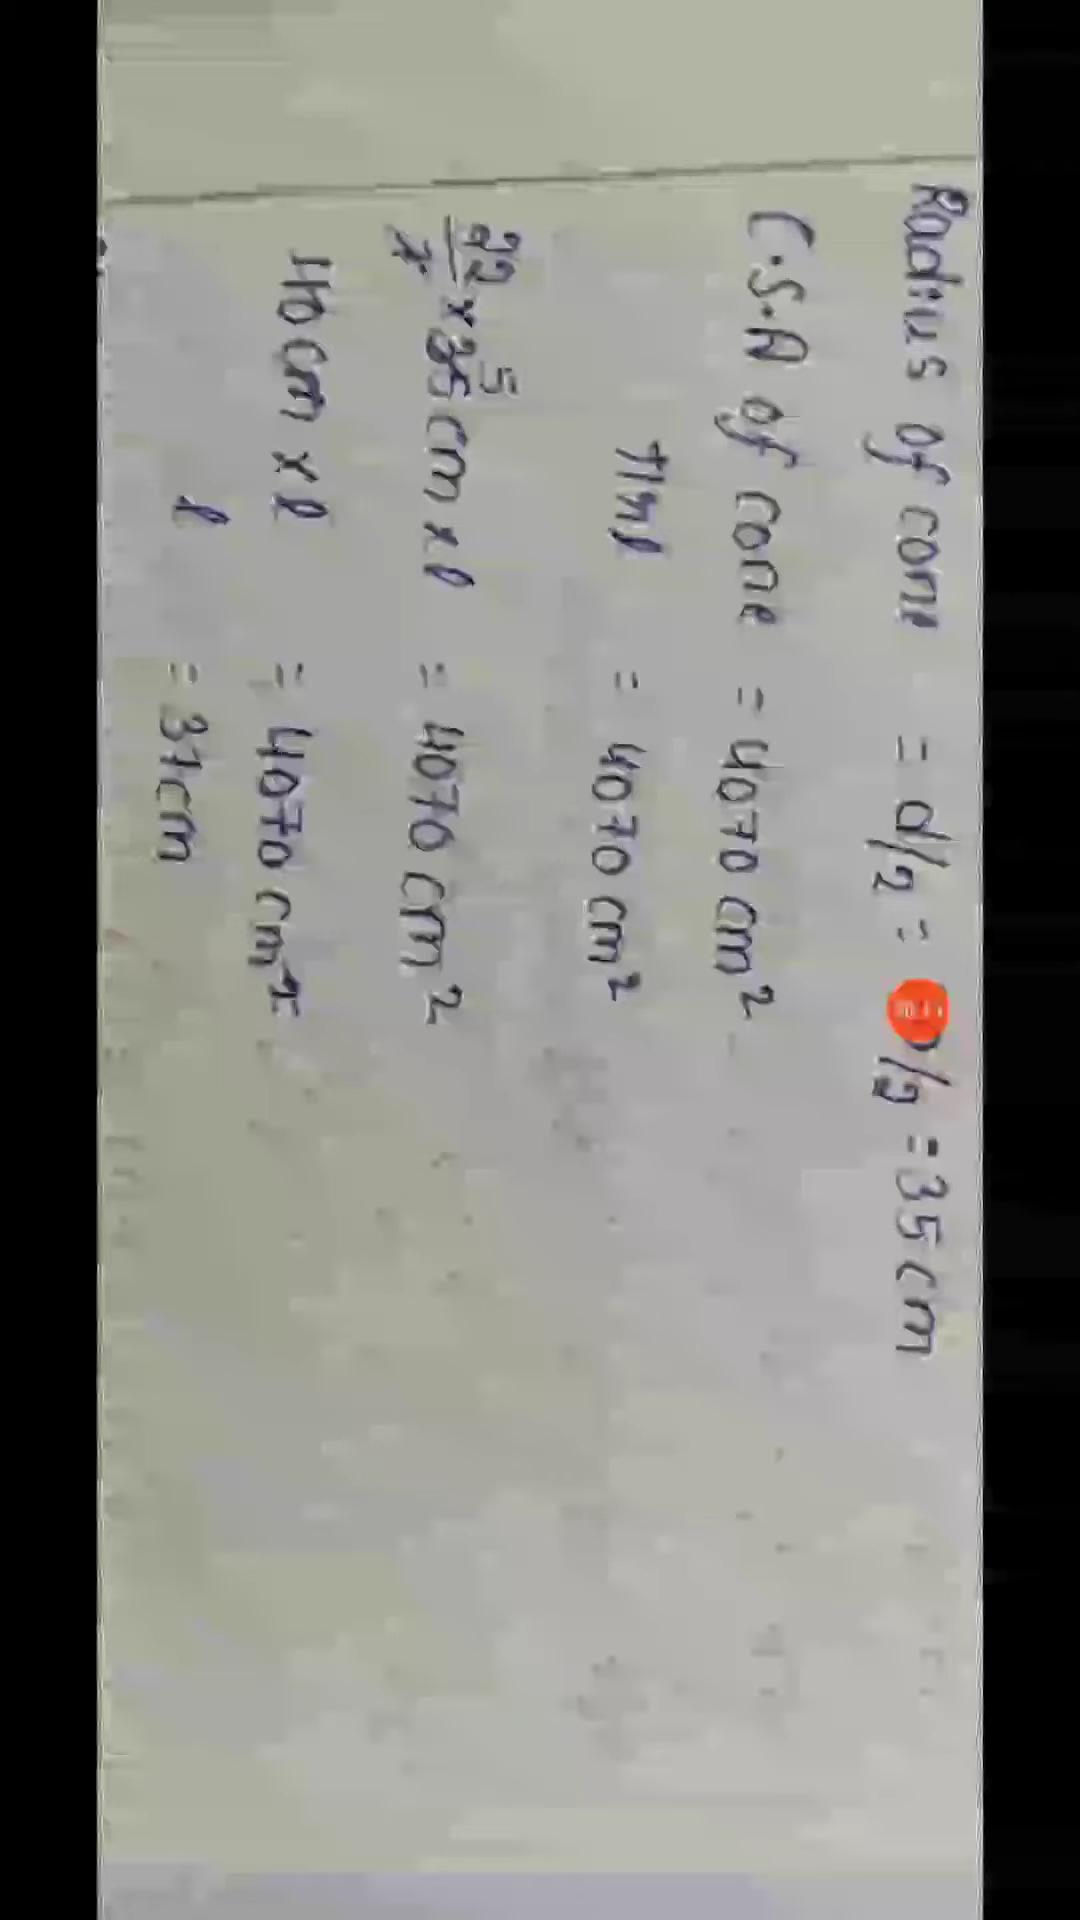 Radius of cone = d/2 = 0/2 = 35 cm
C.S.A of cone = 4070 cm²
πrl = 4070 cm²
22/7 × 35 5 cm × l = 4070 cm²
110 cm × l = 4070 cm²
l = 37 cm